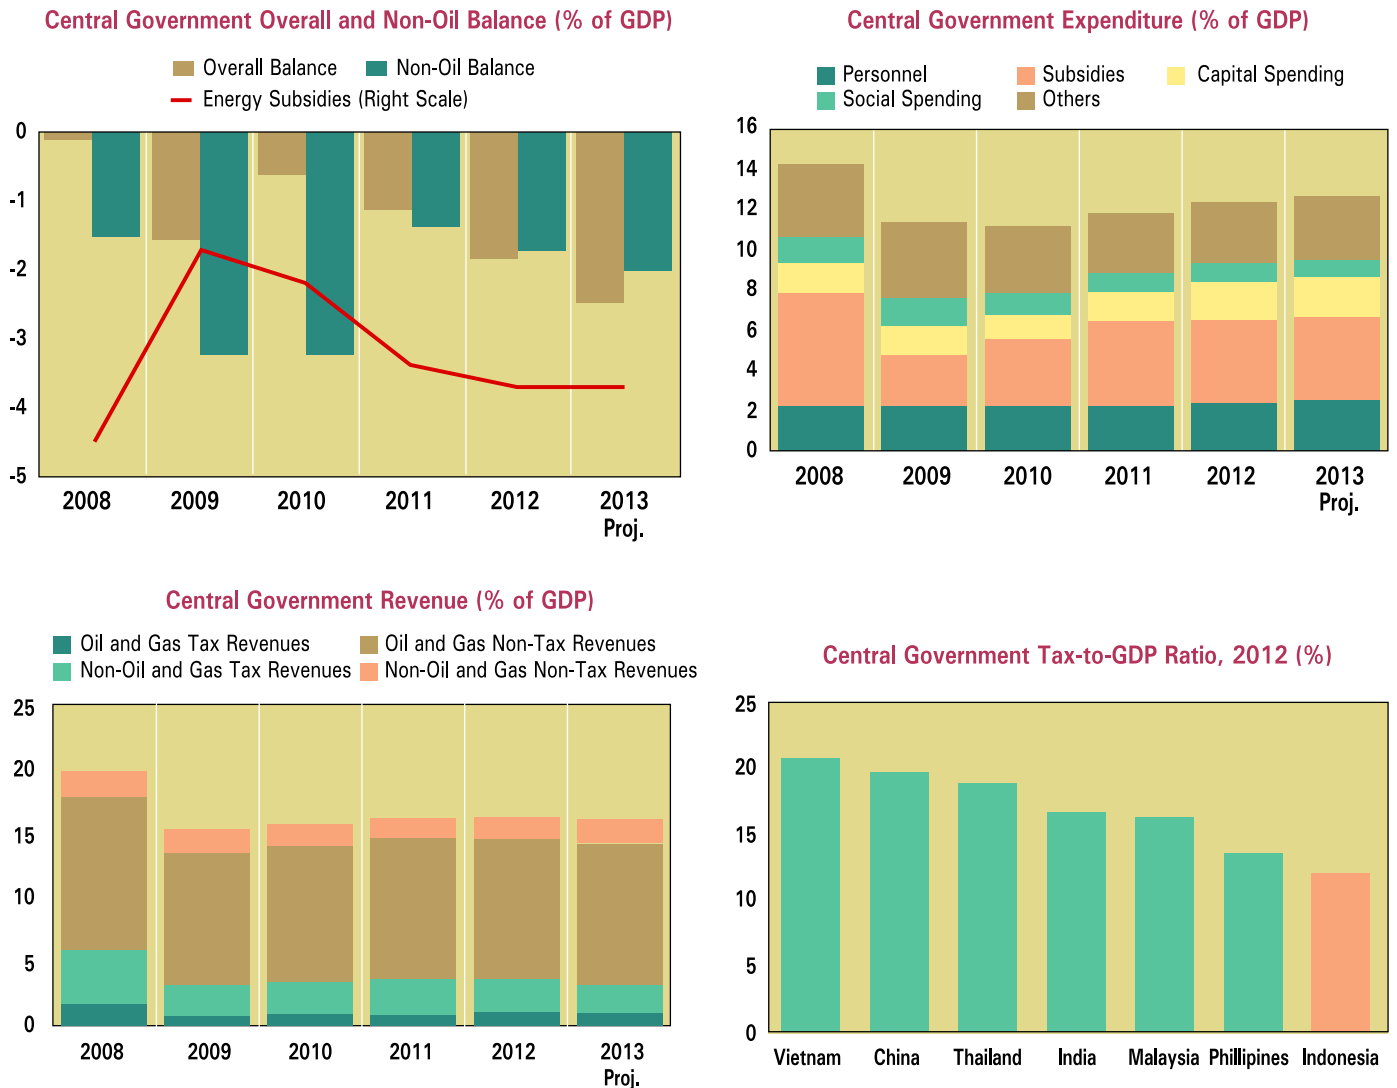 Central Government Overall and Non-Oil Balance (% of GDP)
Overall Balance Non-Oil Balance
Energy Subsidies (Right Scale)
0
-1
-2
-3
-4
-5
2008 2009 2010 2011 2012 2013
Proj.
Central Government Expenditure (% of GDP)
Personnel Subsidies Capital Spending
Social Spending Others
16
14
12
10
8
6
4
2
0
2008 2009 2010 2011 2012 2013
Proj.
Central Government Revenue (% of GDP)
Oil and Gas Tax Revenues Oil and Gas Non-Tax Revenues
Non-Oil and Gas Tax Revenues Non-Oil and Gas Non-Tax Revenues
25
20
15
10
5
0
2008 2009 2010 2011 2012 2013
Proj.
Central Government Tax-to-GDP Ratio, 2012 (%)
25
20
15
10
5
0
Vietnam China Thailand India Malaysia Phillipines Indonesia